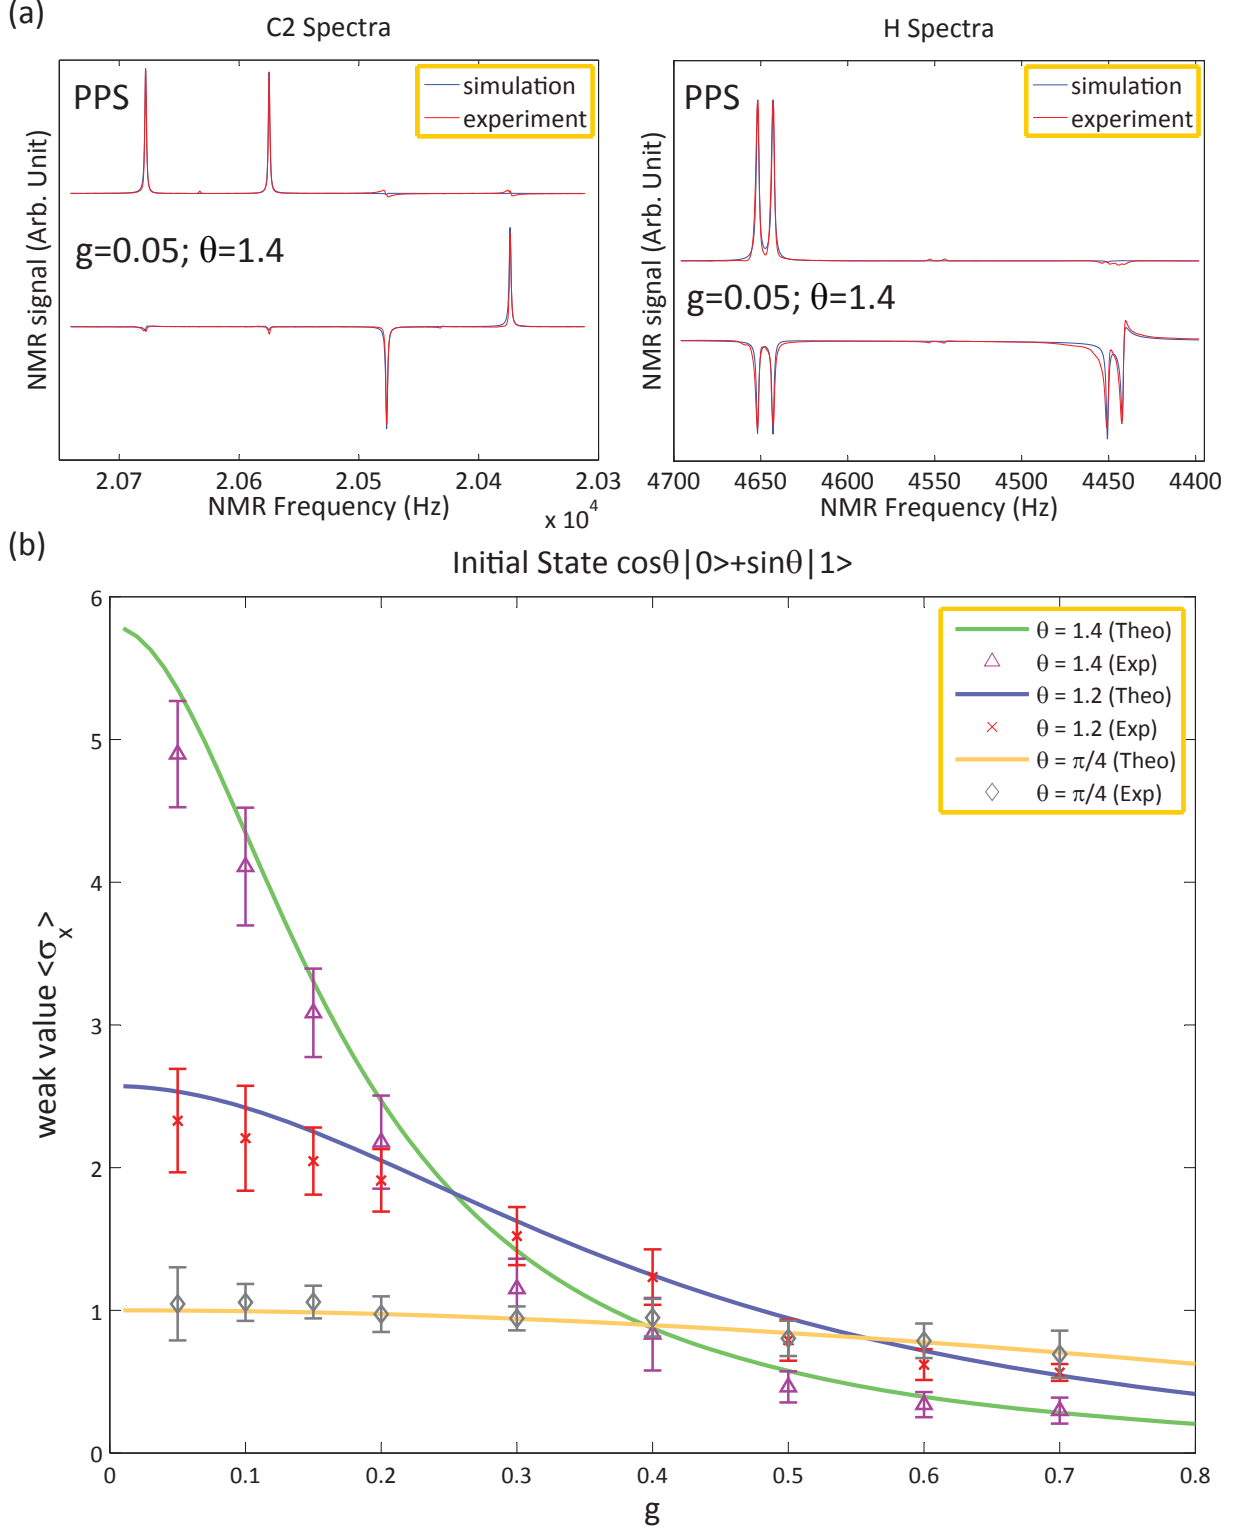 (a)
C2 Spectra
H Spectra
PPS
simulation
experiment
g=0.05; θ=1.4
NMR signal (Arb. Unit)
2.07 2.06 2.05 2.04 2.03
NMR Frequency (Hz)
x 10^4
PPS
simulation
experiment
g=0.05; θ=1.4
NMR signal (Arb. Unit)
4700 4650 4600 4550 4500 4450 4400
NMR Frequency (Hz)
(b)
Initial State cosθ|0>+sinθ|1>
θ = 1.4 (Theo)
θ = 1.4 (Exp)
θ = 1.2 (Theo)
θ = 1.2 (Exp)
θ = π/4 (Theo)
θ = π/4 (Exp)
weak value <σ_x>
6
5
4
3
2
1
0
0 0.1 0.2 0.3 0.4 0.5 0.6 0.7 0.8
g